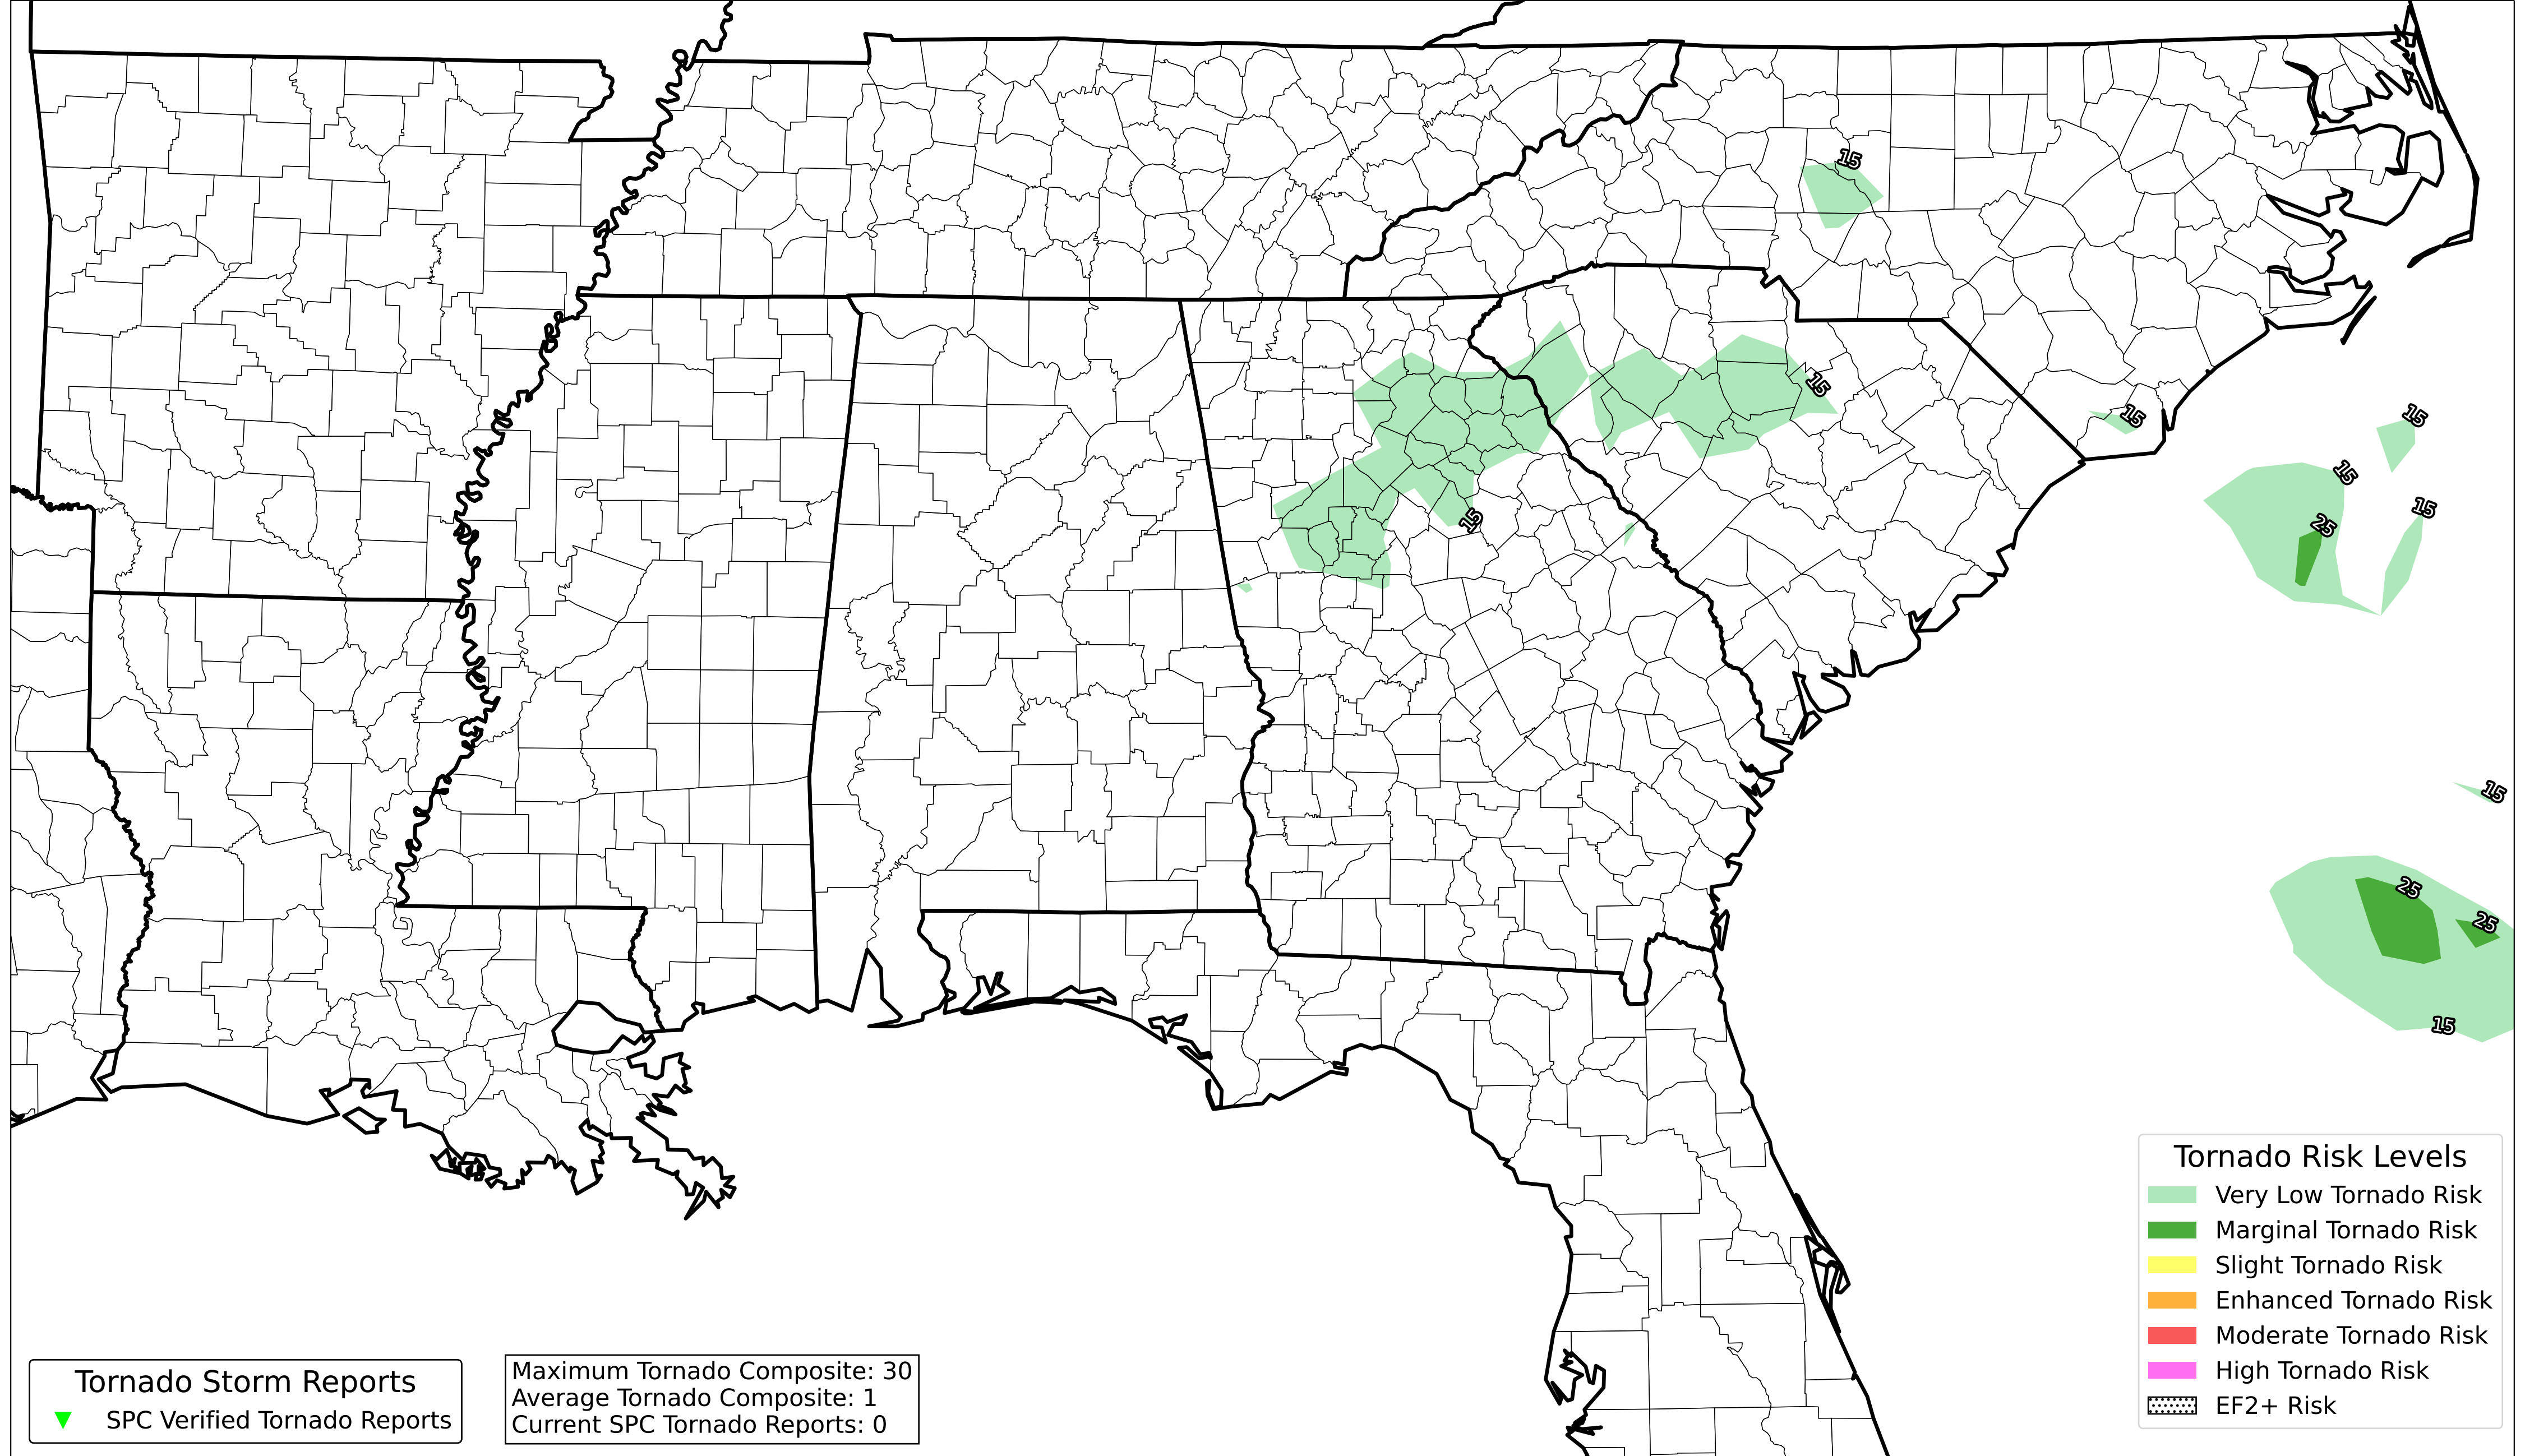 15
15
15
15
15
25
15
15
15
25
25
15
Tornado Risk Levels
Very Low Tornado Risk
Marginal Tornado Risk
Slight Tornado Risk
Enhanced Tornado Risk
Moderate Tornado Risk
High Tornado Risk
EF2+ Risk
Tornado Storm Reports
SPC Verified Tornado Reports
Maximum Tornado Composite: 30
Average Tornado Composite: 1
Current SPC Tornado Reports: 0